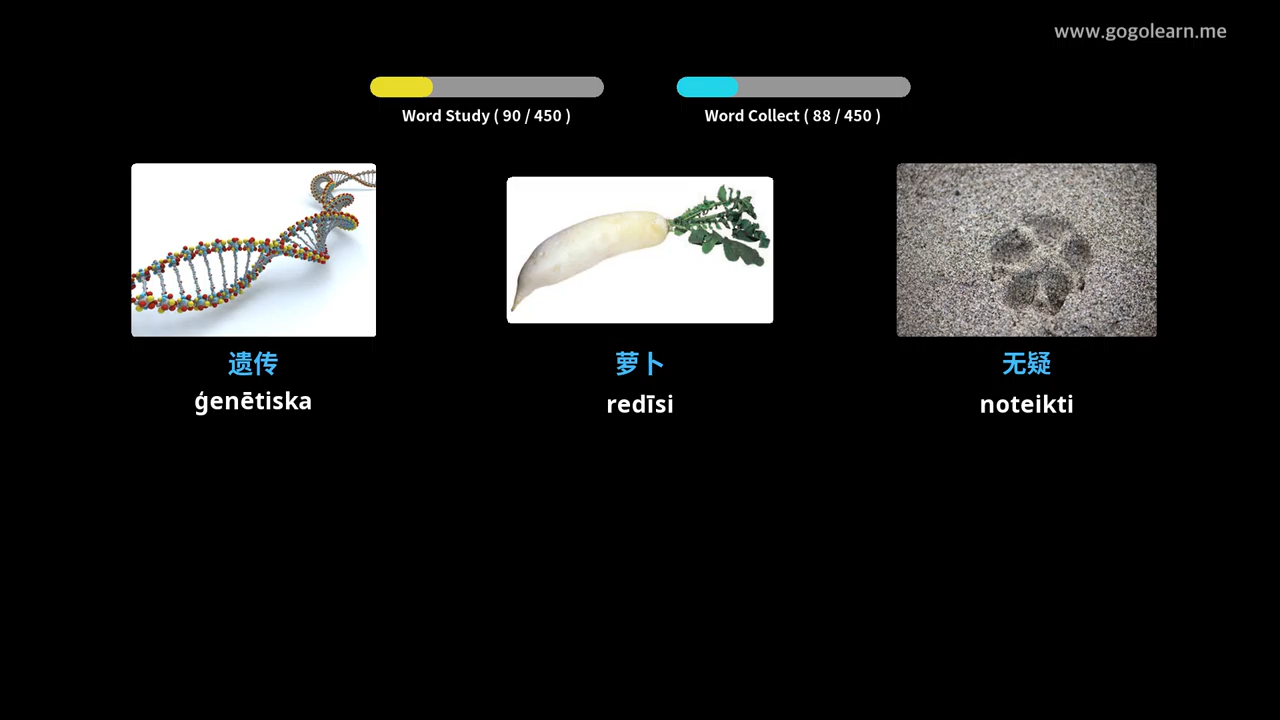 www.gogolearn.me
Word Study ( 90 / 450 )
Word Collect ( 88 / 450 )
遗传
ģenētiska
萝卜
redīsi
无疑
noteikti